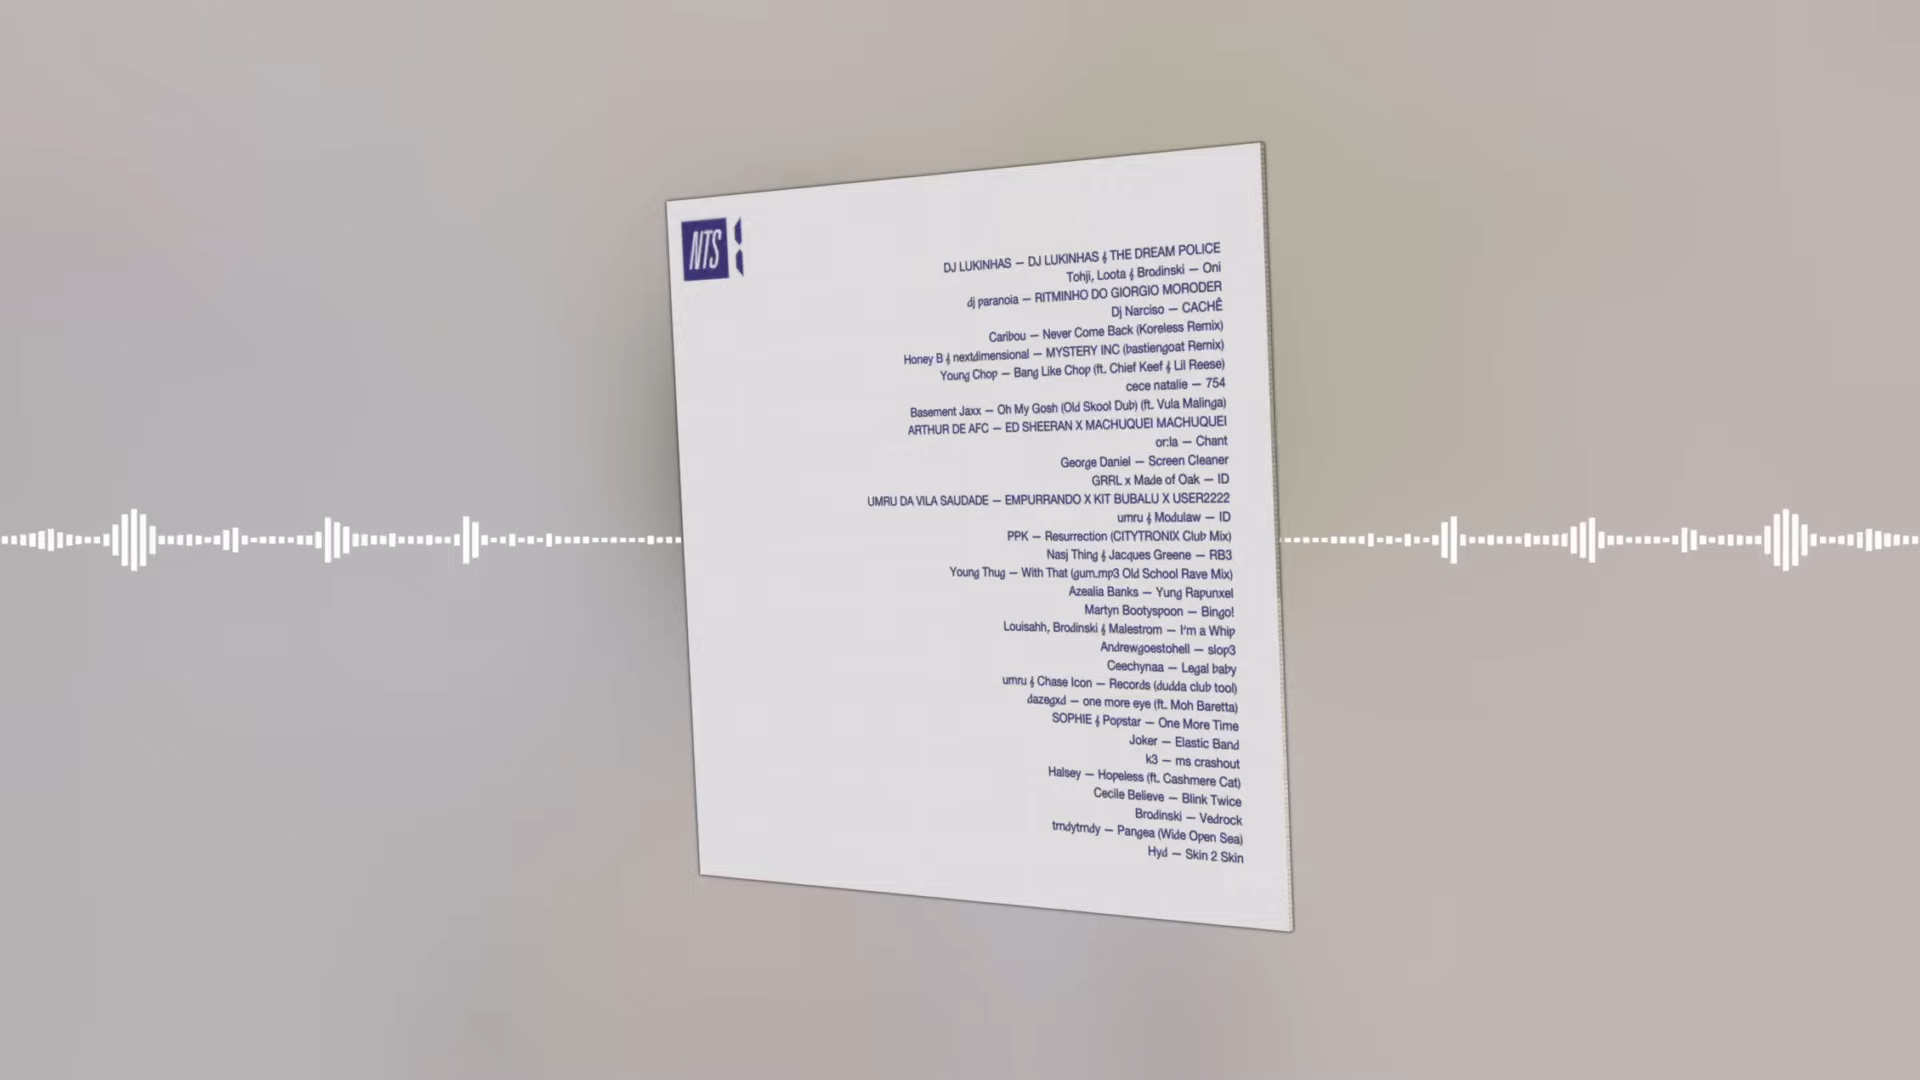 NTS 1
DJ LUKINHAS — DJ LUKINHAS & THE DREAM POLICE
Tohji, Loota & Brodinski — Oni
dj paranoia — RITMINHO DO GIORGIO MORODER
Dj Narciso — CACHÊ
Caribou — Never Come Back (Koreless Remix)
Honey B & nextdimensional — MYSTERY INC (bastiengoat Remix)
Young Chop — Bang Like Chop (ft. Chief Keef & Lil Reese)
cece natalie — 754
Basement Jaxx — Oh My Gosh (Old Skool Dub) (ft. Vula Malinga)
ARTHUR DE AFC — ED SHEERAN X MACHUQUEI MACHUQUEI
or:la — Chant
George Daniel — Screen Cleaner
GRRL x Made of Oak — ID
UMRU DA VILA SAUDADE — EMPURRANDO X KIT BUBALU X USER2222
umru & Modulaw — ID
PPK — Resurrection (CITYTRONIX Club Mix)
Nasj Thing & Jacques Greene — RB3
Young Thug — With That (gum.mp3 Old School Rave Mix)
Azealia Banks — Yung Rapunxel
Martyn Bootyspoon — Bingo!
Louisahh, Brodinski & Malestrom — I'm a Whip
Andrewgoestohell — slop3
Ceechynaa — Legal baby
umru & Chase Icon — Records (dudda club tool)
dazegxd — one more eye (ft. Moh Baretta)
SOPHIE & Popstar — One More Time
Joker — Elastic Band
k3 — ms crashout
Halsey — Hopeless (ft. Cashmere Cat)
Cecile Believe — Blink Twice
Brodinski — Vedrock
trndytrndy — Pangea (Wide Open Sea)
Hyd — Skin 2 Skin